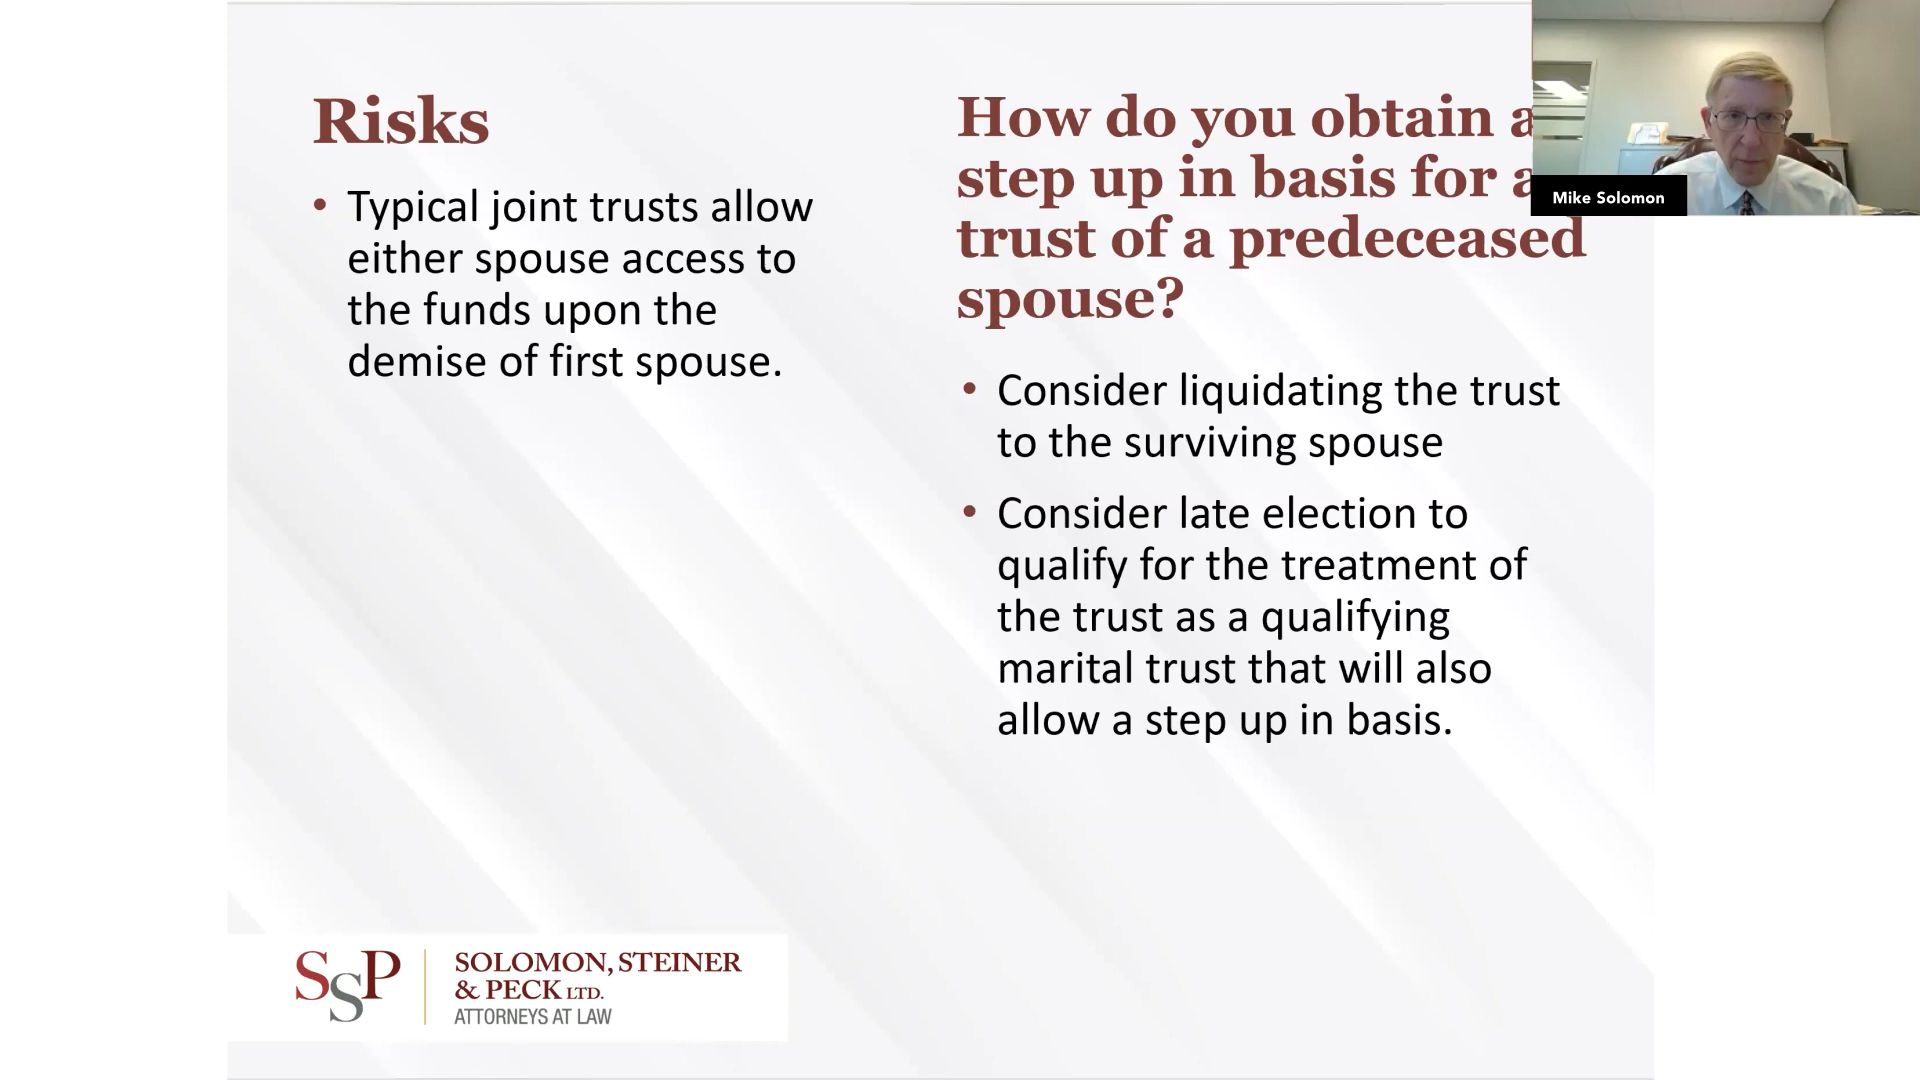 Risks
• Typical joint trusts allow
either spouse access to
the funds upon the
demise of first spouse.
How do you obtain a
step up in basis for a
trust of a predeceased
spouse?
• Consider liquidating the trust
to the surviving spouse
• Consider late election to
qualify for the treatment of
the trust as a qualifying
marital trust that will also
allow a step up in basis.
Mike Solomon
SSP
SOLOMON, STEINER
& PECK LTD.
ATTORNEYS AT LAW